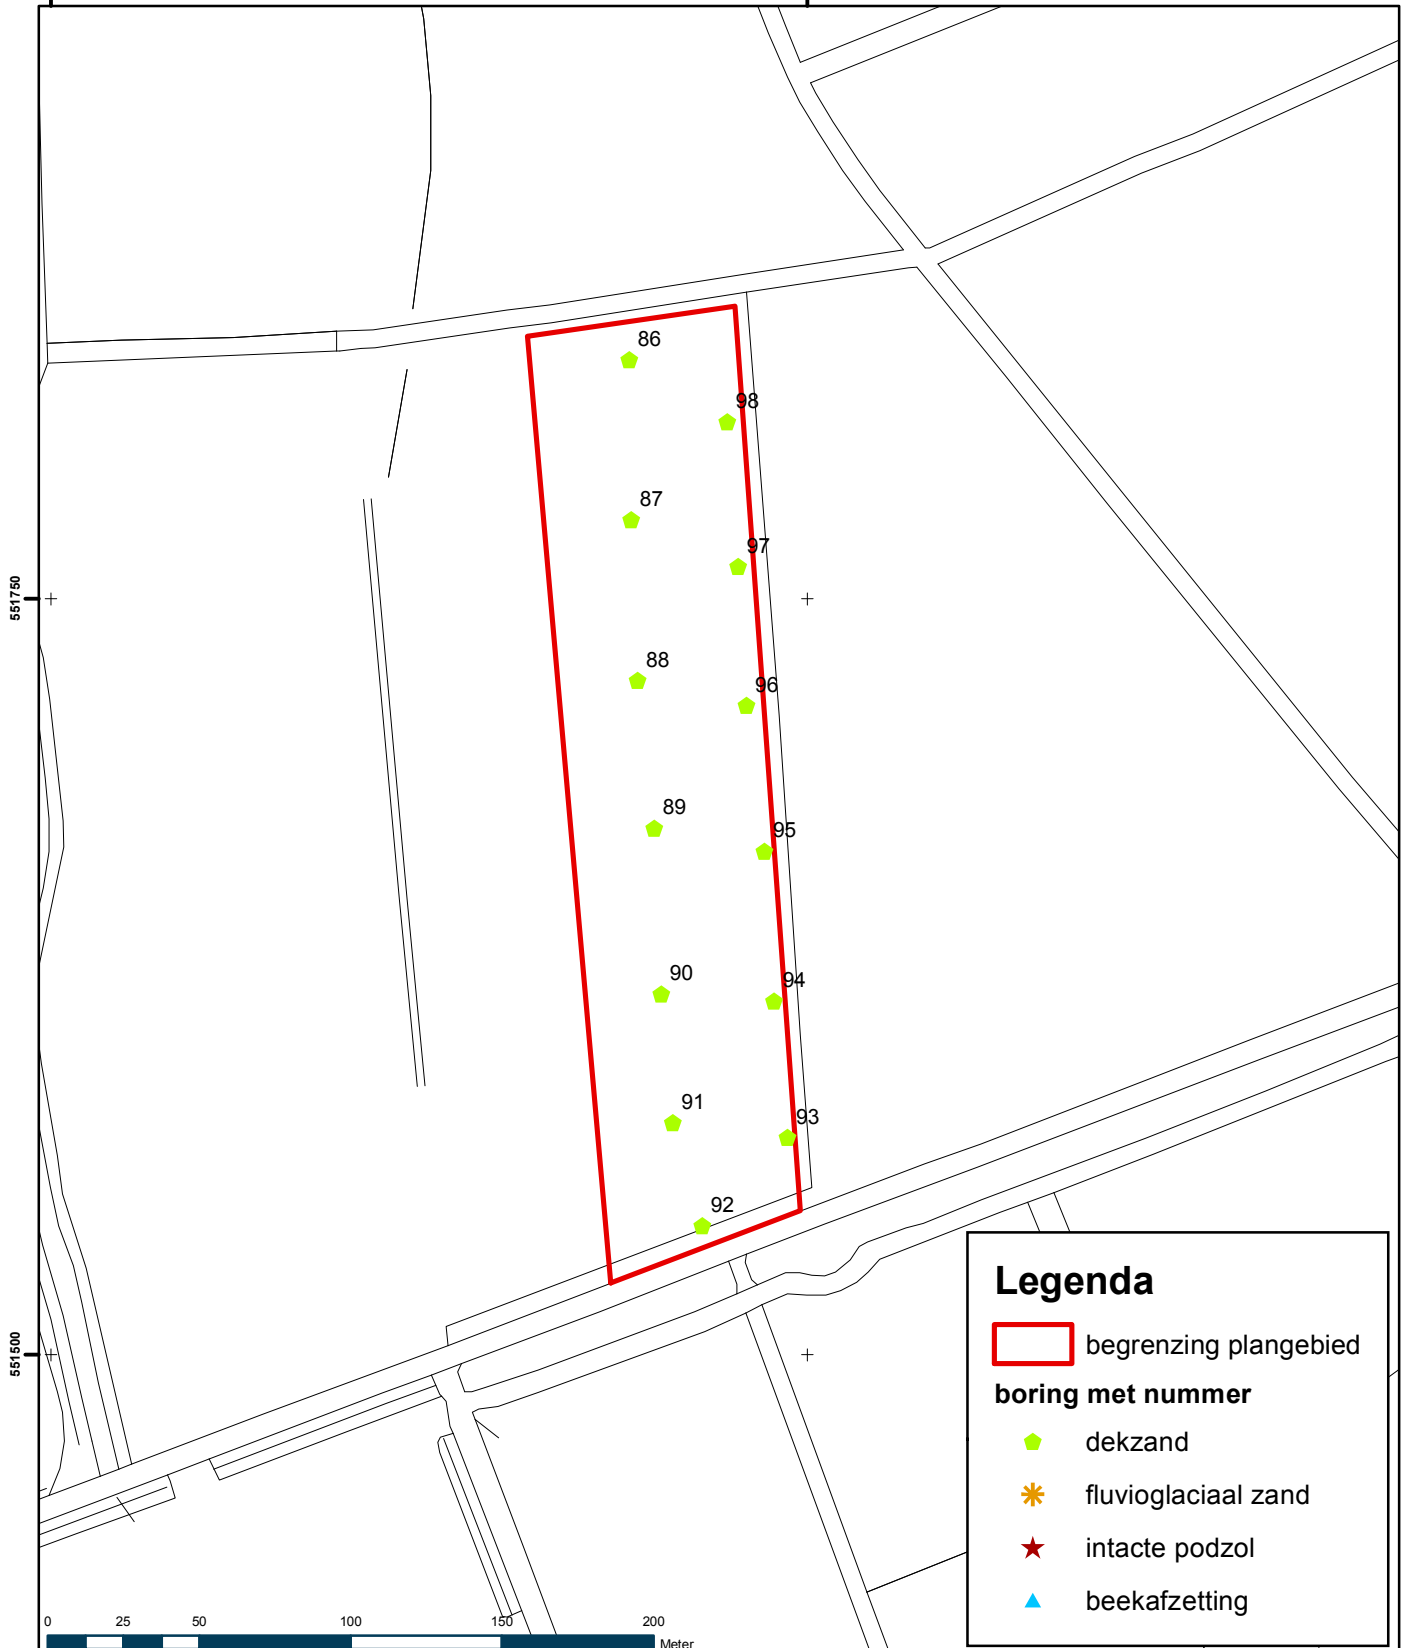 86
98
87
97
551750
88
96
89
95
90
94
91
93
92
551500
Legenda
begrenzing plangebied
boring met nummer
dekzand
fluvioglaciaal zand
intacte podzol
beekafzetting
0 25 50 100 150 200
Meter